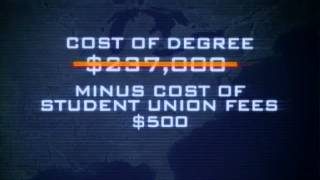 COST OF DEGREE
$237,000
MINUS COST OF
STUDENT UNION FEES
$500